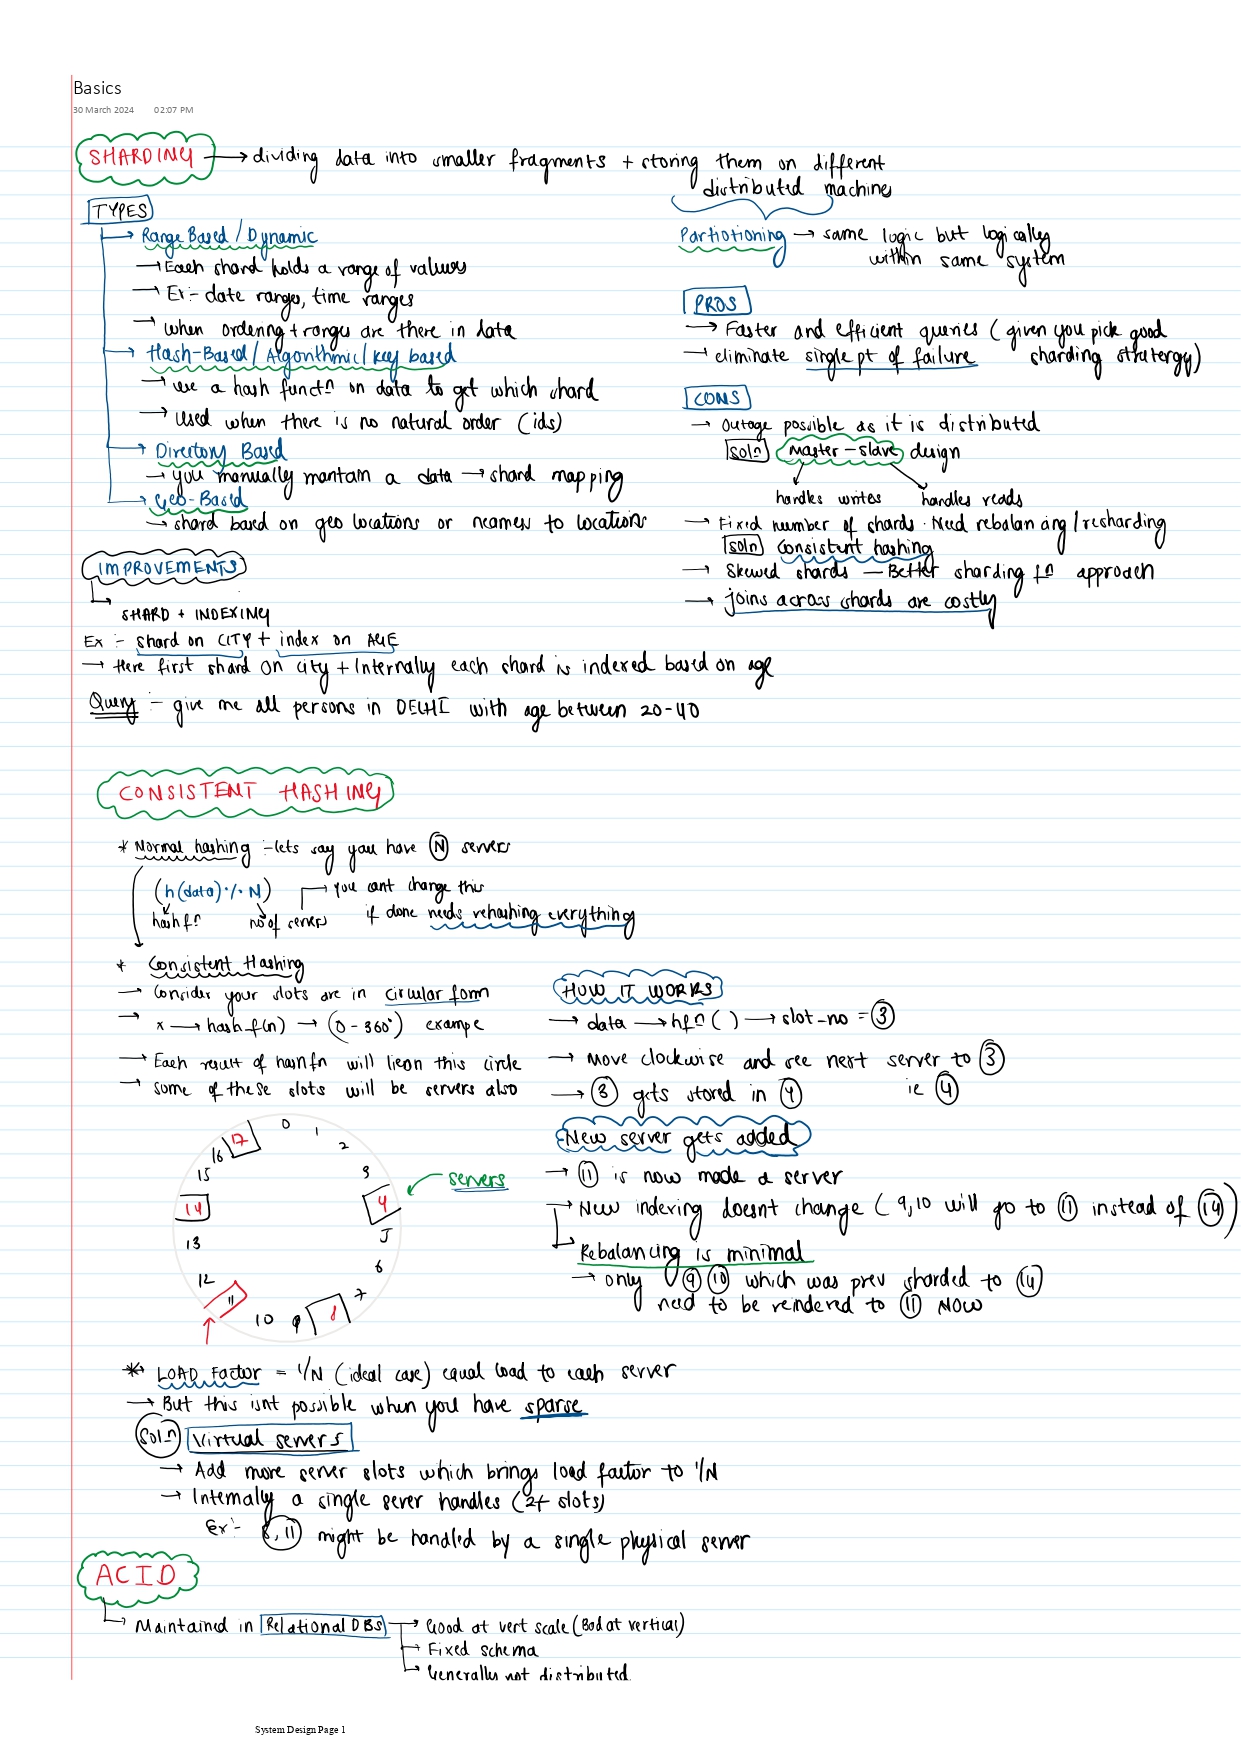 Basics
30 March 2024 02:07 PM
SHARDING → dividing data into smaller fragments + storing them on different
distributed machines
TYPES
→ Range Based / Dynamic
→ Each shard holds a range of values
→ Ex :- date ranges, time ranges
→ when ordering + ranges are there in data
→ Hash-Based / Algorithmic / key based
→ use a hash functn on data to get which shard
→ Used when there is no natural order (ids)
→ Directory Based
→ you manually mantain a data → shard mapping
→ Geo-Based
→ shard based on geo locations or nearness to locations
Partiotioning → same logic but logically
within same system
PROS
→ Faster and efficient queries (given you pick good
sharding stratergy)
→ eliminate single pt of failure
CONS
→ Outage possible as it is distributed
soln master-slave design
handles writes handles reads
→ Fixed number of shards. Need rebalancing / resharding
soln consistent hashing
→ Skewed shards — Better sharding fn approach
→ joins across shards are costly
IMPROVEMENTS
SHARD + INDEXING
Ex :- shard on CITY + index on AGE
→ Here first shard on city + Internally each shard is indexed based on age
Query :- give me all persons in DELHI with age between 20-40
CONSISTENT HASHING
* Normal hashing :- lets say you have N servers
(h(data) % N) → you cant change this
hash fn no of servers if done needs rehashing everything
* Consistent Hashing
→ Consider your slots are in circular form
→ x → hash f(n) → (0-360°) example
→ Each result of hashfn will lie on this circle
→ some of these slots will be servers also
HOW IT WORKS
→ data → hfn( ) → slot_no = 3
→ Move clockwise and see next server to 3
ie 4
→ 3 gets stored in 4
0 1 2 3 4 5 6 7 8 9 10 11 12 13 14 15 16 17
servers
New server gets added
→ 11 is now made a server
→ New indexing doesnt change (9,10 will go to 11 instead of 14)
Rebalancing is minimal
→ only 9 10 which was prev sharded to 14
need to be reindexed to 11 NOW
* LOAD Factor = 1/N (ideal case) equal load to each server
→ But this isnt possible when you have sparse
Soln Virtual servers
→ Add more server slots which brings load factor to 1/N
→ Internally a single sever handles (2+ slots)
Ex:- 8,11 might be handled by a single physical server
ACID
Maintained in Relational DBs → Good at vert scale (Bad at vertical)
→ Fixed schema
→ Generally not distributed
System Design Page 1